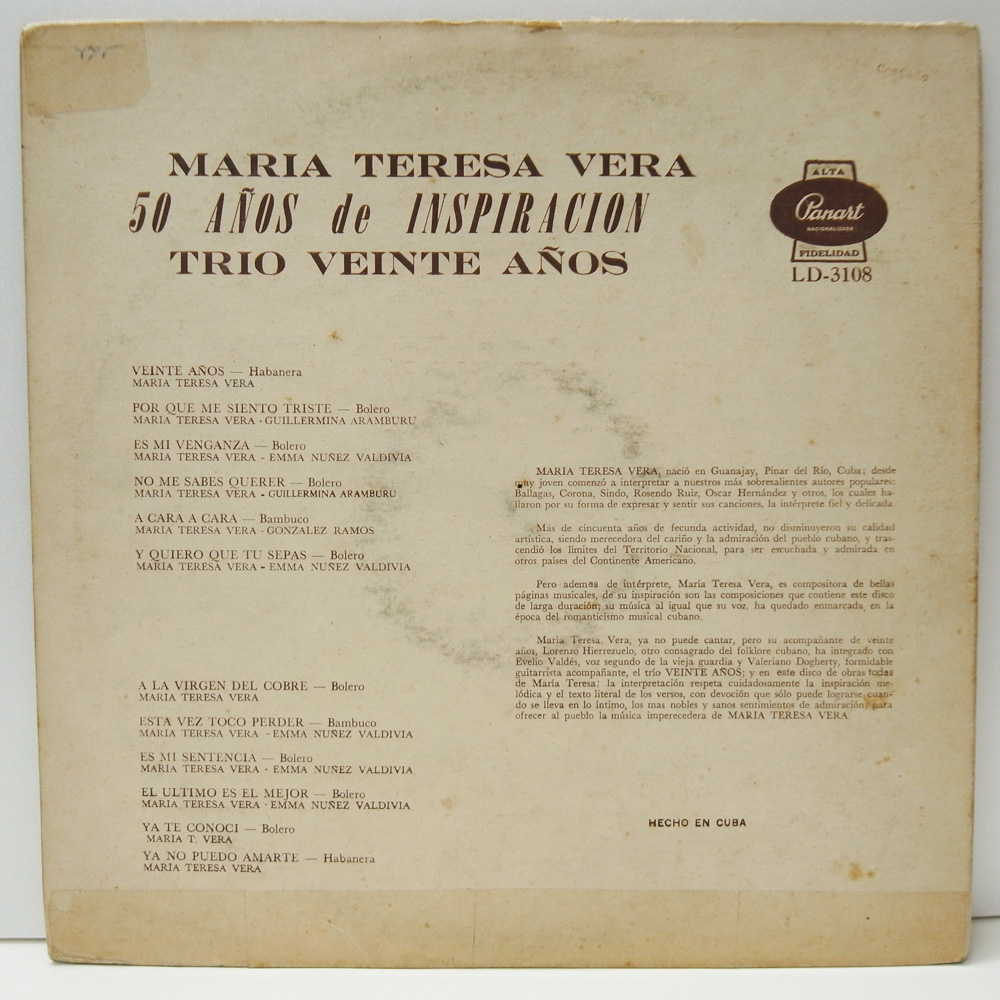 MARIA TERESA VERA
50 AÑOS de INSPIRACION
TRIO VEINTE AÑOS
ALTA
Panart
NACIONALIZADA
FIDELIDAD
LD-3108
VEINTE AÑOS — Habanera
MARIA TERESA VERA
POR QUE ME SIENTO TRISTE — Bolero
MARIA TERESA VERA - GUILLERMINA ARAMBURU
ES MI VENGANZA — Bolero
MARIA TERESA VERA - EMMA NUÑEZ VALDIVIA
NO ME SABES QUERER — Bolero
MARIA TERESA VERA - GUILLERMINA ARAMBURU
A CARA A CARA — Bambuco
MARIA TERESA VERA - GONZALEZ RAMOS
Y QUIERO QUE TU SEPAS — Bolero
MARIA TERESA VERA - EMMA NUÑEZ VALDIVIA
A LA VIRGEN DEL COBRE — Bolero
MARIA TERESA VERA
ESTA VEZ TOCO PERDER — Bambuco
MARIA TERESA VERA - EMMA NUÑEZ VALDIVIA
ES MI SENTENCIA — Bolero
MARIA TERESA VERA - EMMA NUÑEZ VALDIVIA
EL ULTIMO ES EL MEJOR — Bolero
MARIA TERESA VERA - EMMA NUÑEZ VALDIVIA
YA TE CONOCI — Bolero
MARIA T. VERA
YA NO PUEDO AMARTE — Habanera
MARIA TERESA VERA
MARIA TERESA VERA, nació en Guanajay, Pinar del Río, Cuba; desde
muy joven comenzó a interpretar a nuestros más sobresalientes autores populares:
Ballagas, Corona, Sindo, Rosendo Ruiz, Oscar Hernández y otros, los cuales ha-
llaron por su forma de expresar y sentir sus canciones, la intérprete fiel y delicada.
Más de cincuenta años de fecunda actividad, no disminuyeron su calidad
artística, siendo merecedora del cariño y la admiración del pueblo cubano, y tras-
cendió los límites del Territorio Nacional, para ser escuchada y admirada en
otros países del Continente Americano.
Pero además de intérprete, María Teresa Vera, es compositora de bellas
páginas musicales, de su inspiración son las composiciones que contiene este disco
de larga duración; su música al igual que su voz, ha quedado enmarcada en la
época del romanticismo musical cubano.
María Teresa Vera, ya no puede cantar, pero su acompañante de veinte
años, Lorenzo Hierrezuelo, otro consagrado del folklore cubano, ha integrado con
Evelio Valdés, voz segundo de la vieja guardia y Valeriano Dogherty, formidable
guitarrista acompañante, el trío VEINTE AÑOS; y en este disco de obras todas
de María Teresa; la interpretación respeta cuidadosamente la inspiración me-
lódica y el texto literal de los versos, con devoción que sólo puede lograrse cuan-
do se lleva en lo íntimo, los mas nobles y sanos sentimientos de admiración; para
ofrecer al pueblo la música imperecedera de MARIA TERESA VERA.
HECHO EN CUBA